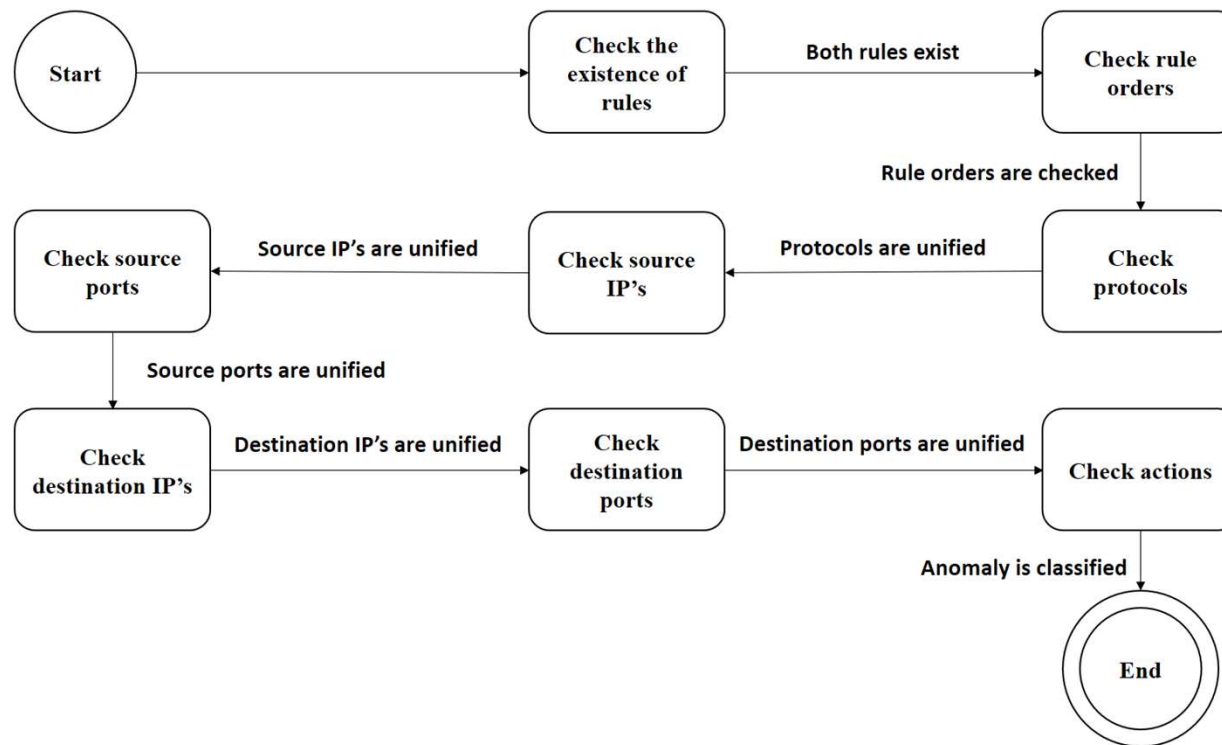 Start
Check the
existence of
rules
Both rules exist
Check rule
orders
Rule orders are checked
Check
protocols
Protocols are unified
Check source
IP's
Source IP's are unified
Check source
ports
Source ports are unified
Check
destination IP's
Destination IP's are unified
Check
destination
ports
Destination ports are unified
Check actions
Anomaly is classified
End